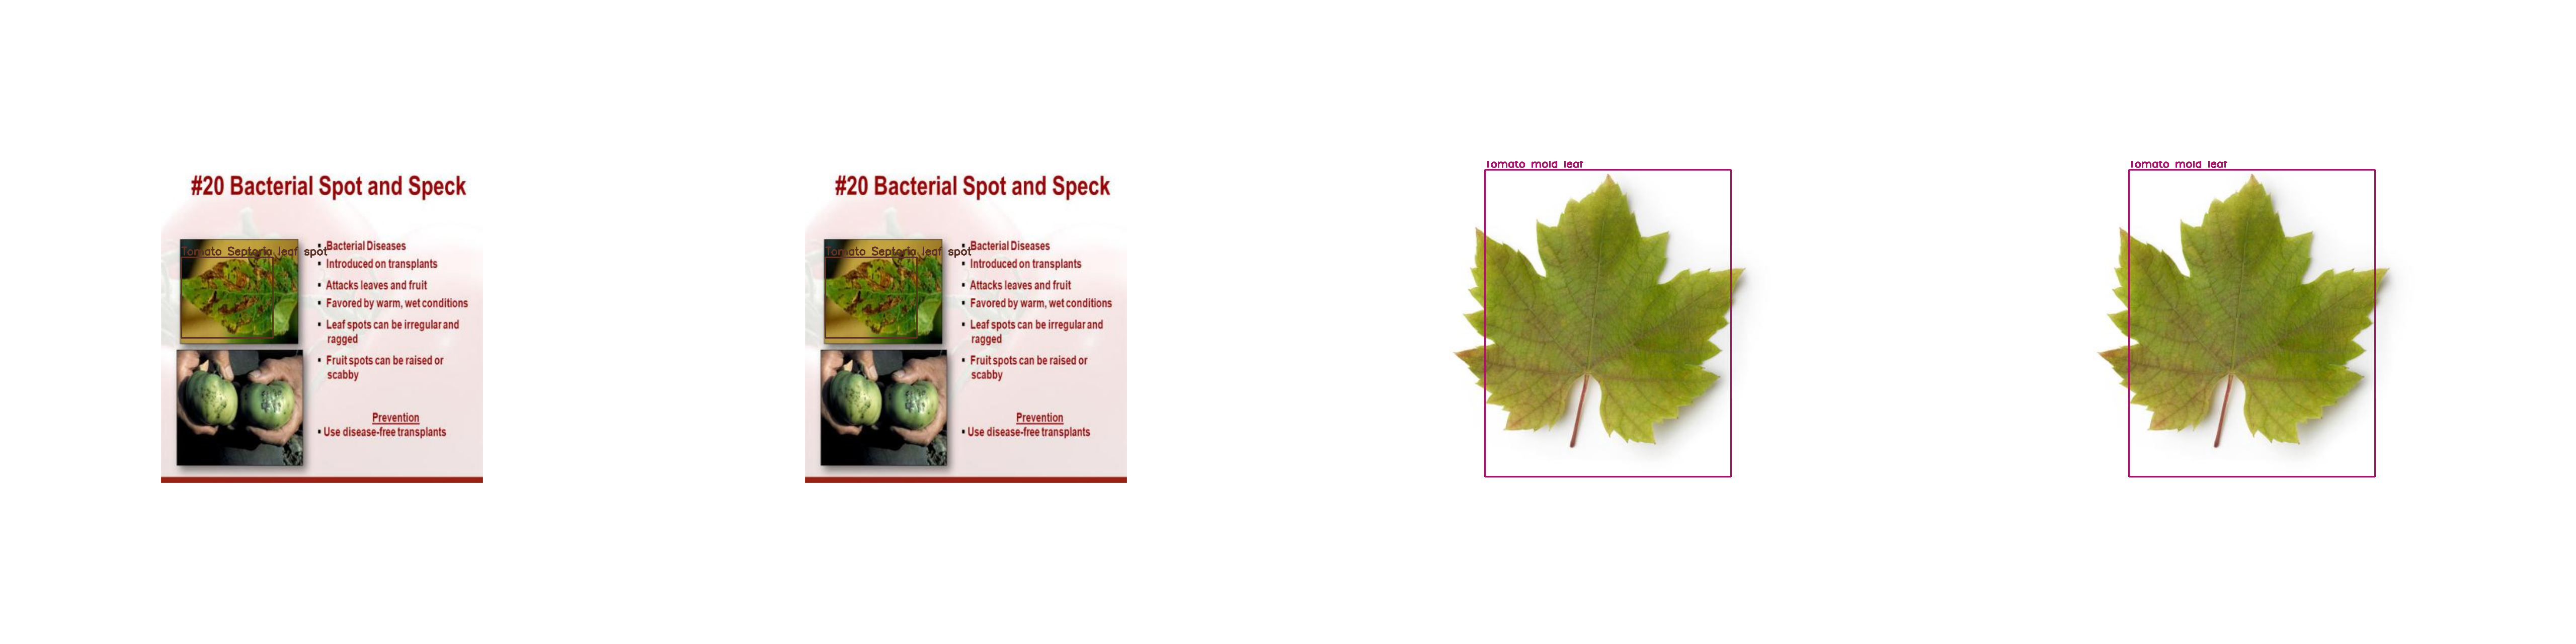 #20 Bacterial Spot and Speck
Tomato Septoria leaf spot
▪ Bacterial Diseases
▪ Introduced on transplants
▪ Attacks leaves and fruit
▪ Favored by warm, wet conditions
▪ Leaf spots can be irregular and
ragged
▪ Fruit spots can be raised or
scabby
Prevention
▪ Use disease-free transplants
#20 Bacterial Spot and Speck
Tomato Septoria leaf spot
▪ Bacterial Diseases
▪ Introduced on transplants
▪ Attacks leaves and fruit
▪ Favored by warm, wet conditions
▪ Leaf spots can be irregular and
ragged
▪ Fruit spots can be raised or
scabby
Prevention
▪ Use disease-free transplants
Tomato mold leaf
Tomato mold leaf